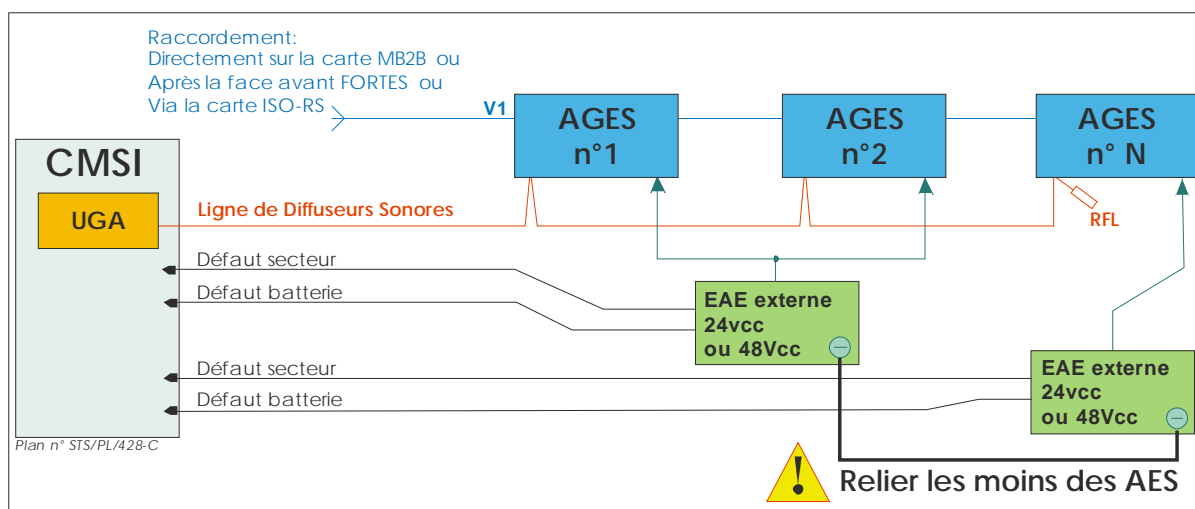 Raccordement:
Directement sur la carte MB2B ou
Après la face avant FORTES ou
Via la carte ISO-RS
V1
AGES
n°1
AGES
n°2
AGES
n° N
CMSI
UGA
Ligne de Diffuseurs Sonores
RFL
Défaut secteur
Défaut batterie
EAE externe
24vcc
ou 48Vcc
Défaut secteur
Défaut batterie
EAE externe
24vcc
ou 48Vcc
Plan n° STS/PL/428-C
! Relier les moins des AES